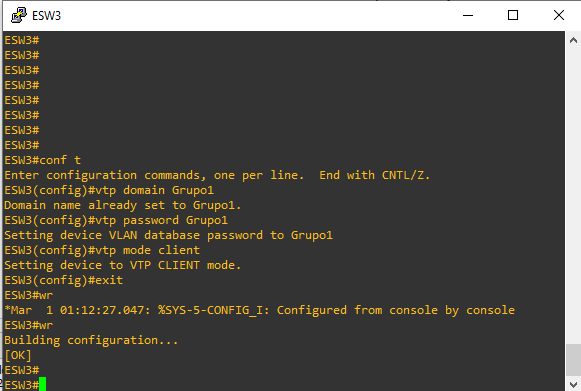 ESW3
ESW3#
ESW3#
ESW3#
ESW3#
ESW3#
ESW3#
ESW3#
ESW3#
ESW3#conf t
Enter configuration commands, one per line.  End with CNTL/Z.
ESW3(config)#vtp domain Grupo1
Domain name already set to Grupo1.
ESW3(config)#vtp password Grupo1
Setting device VLAN database password to Grupo1
ESW3(config)#vtp mode client
Setting device to VTP CLIENT mode.
ESW3(config)#exit
ESW3#wr
*Mar  1 01:12:27.047: %SYS-5-CONFIG_I: Configured from console by console
ESW3#wr
Building configuration...
[OK]
ESW3#
ESW3#